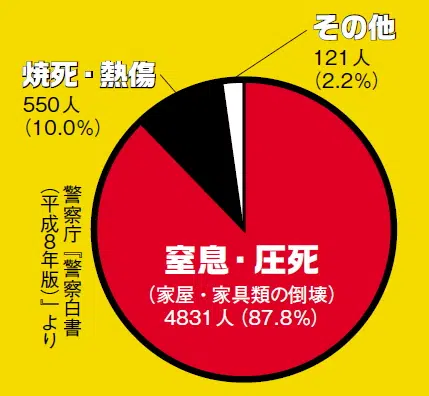 その他
121人
(2.2%)
焼死・熱傷
550人
(10.0%)
窒息・圧死
(家屋・家具類の倒壊)
4831人(87.8%)
警察庁『警察白書
(平成8年版)』より